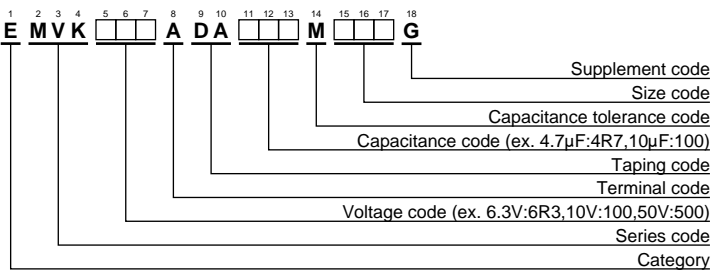 1 2 3 4 5 6 7 8 9 10 11 12 13 14 15 16 17 18
E M V K □ □ □ A D A □ □ □ M □ □ □ G
Supplement code
Size code
Capacitance tolerance code
Capacitance code (ex. 4.7μF:4R7,10μF:100)
Taping code
Terminal code
Voltage code (ex. 6.3V:6R3,10V:100,50V:500)
Series code
Category